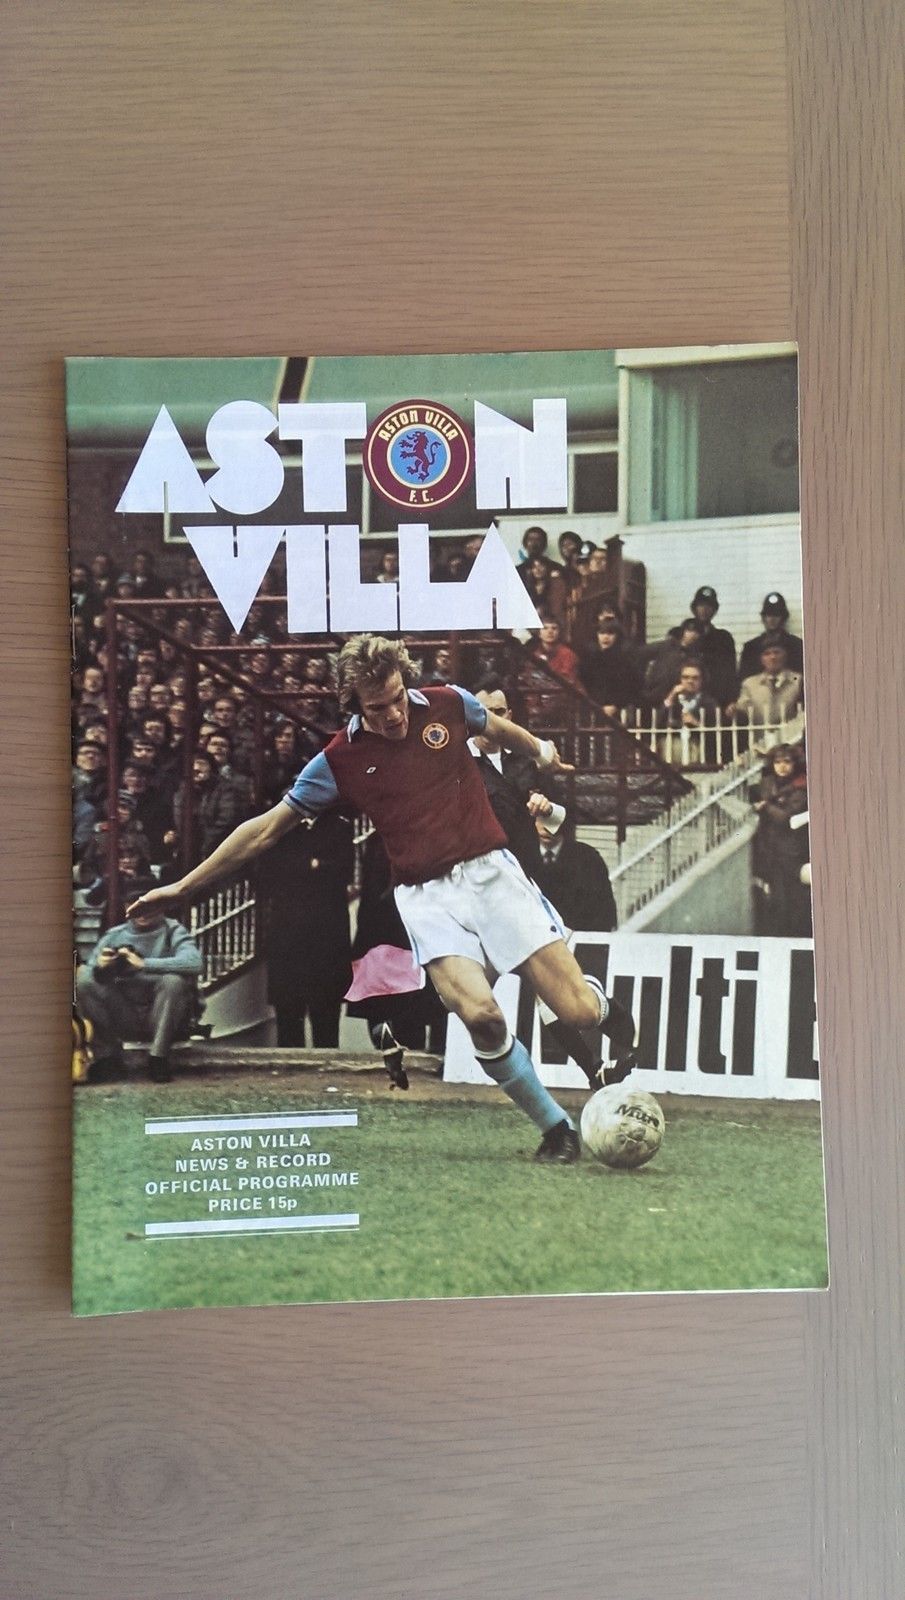 ASTON
ASTON VILLA
F.C.
VILLA
Multi
Mitre
ASTON VILLA
NEWS & RECORD
OFFICIAL PROGRAMME
PRICE 15p